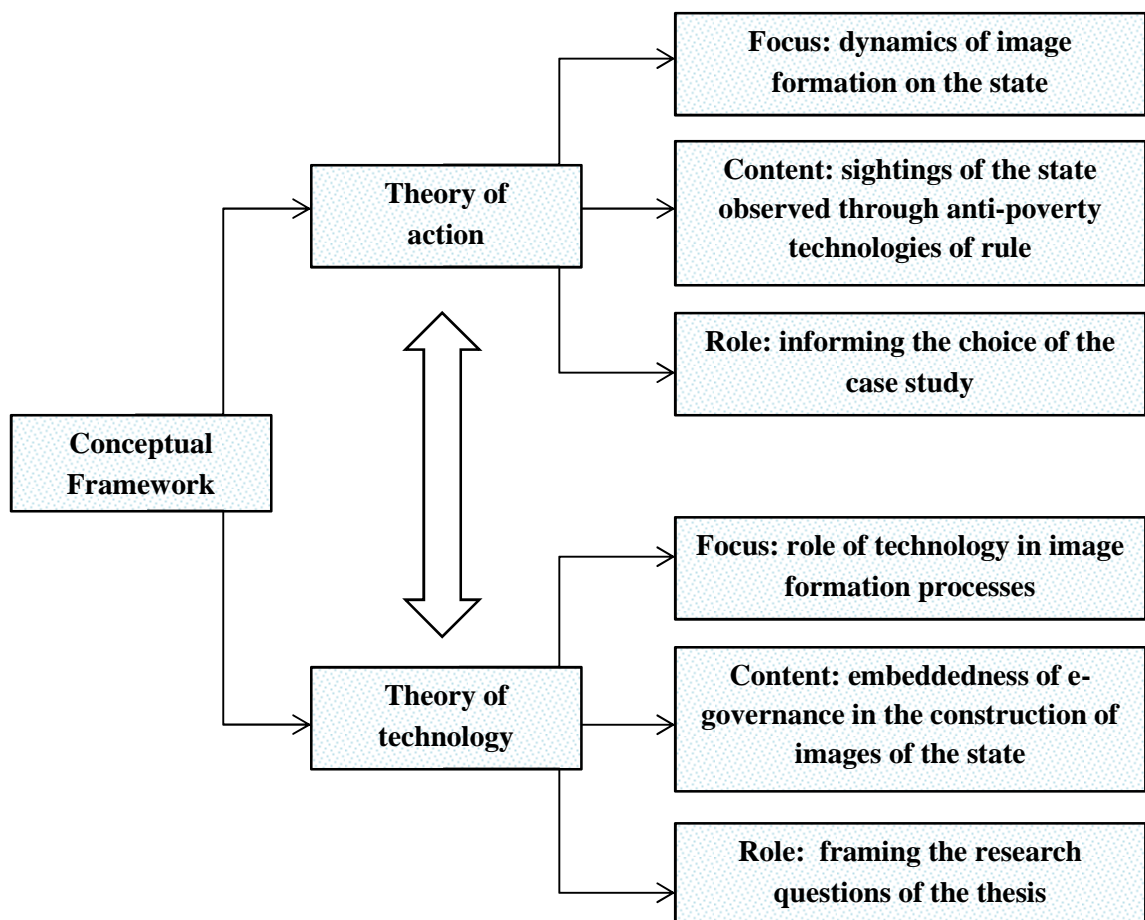 Focus: dynamics of image
formation on the state
Theory of
action
Content: sightings of the state
observed through anti-poverty
technologies of rule
Role: informing the choice of the
case study
Conceptual
Framework
Focus: role of technology in image
formation processes
Theory of
technology
Content: embeddedness of e-
governance in the construction of
images of the state
Role:  framing the research
questions of the thesis